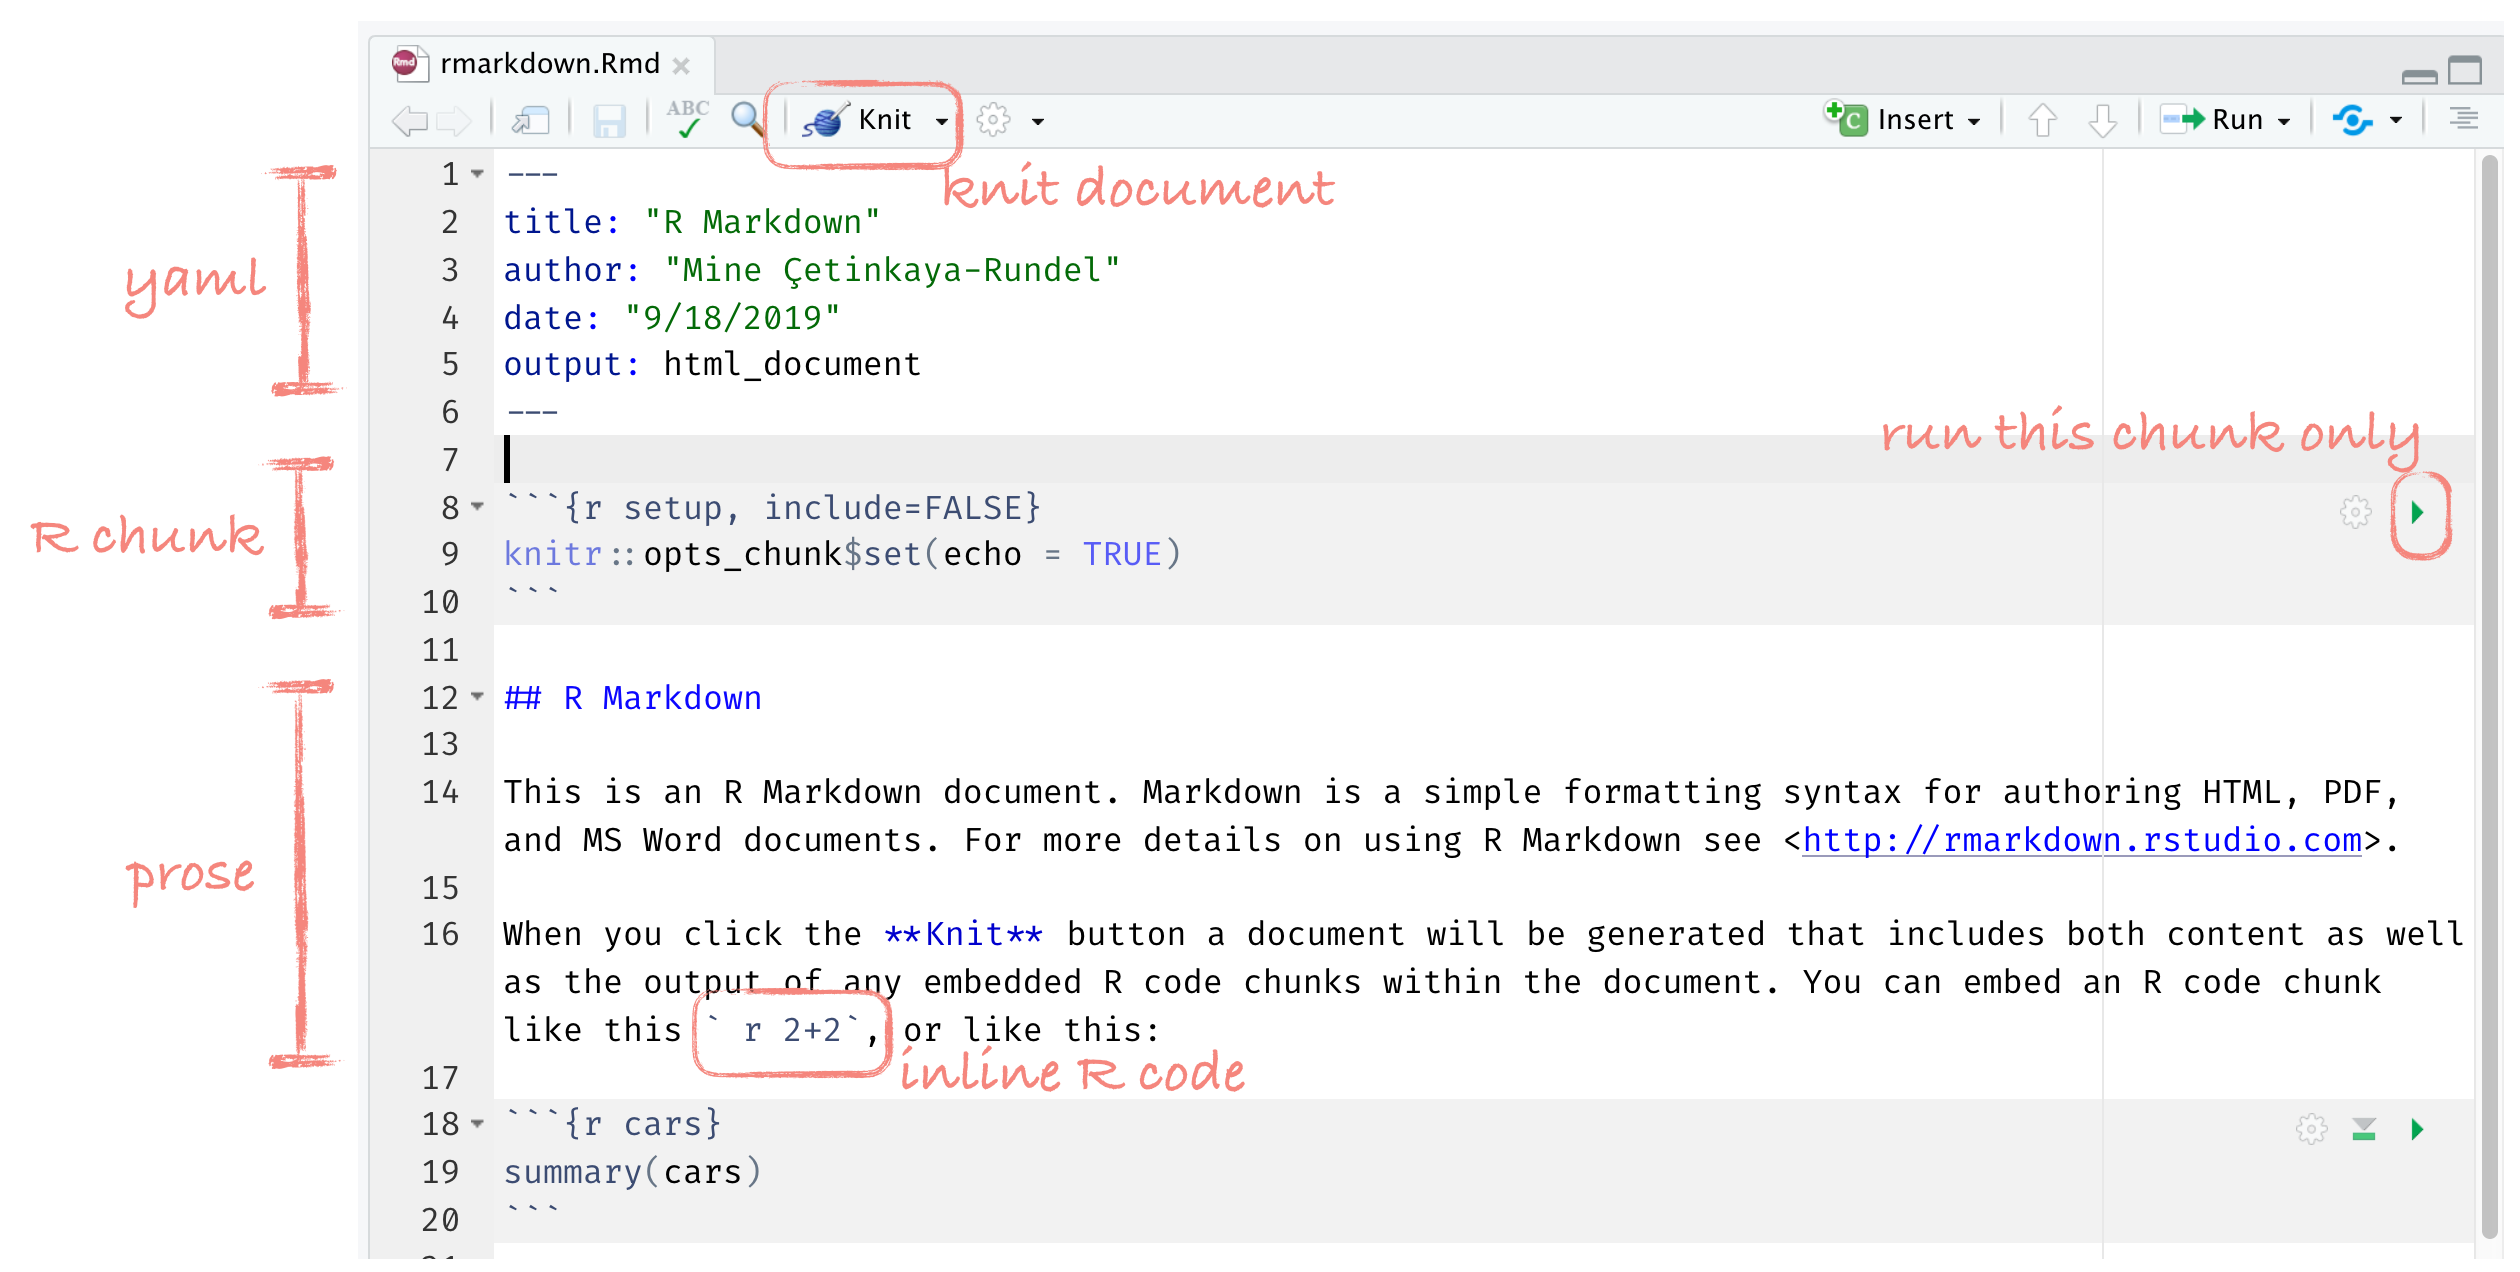 Rmd rmarkdown.Rmd
ABC Knit Insert C Run
knit document
1 ---
2 title: "R Markdown"
3 author: "Mine Çetinkaya-Rundel"
4 date: "9/18/2019"
5 output: html_document
6 ---
yaml
run this chunk only
7
8 ```{r setup, include=FALSE}
9 knitr::opts_chunk$set(echo = TRUE)
10 ```
R chunk
11
12 ## R Markdown
13
14 This is an R Markdown document. Markdown is a simple formatting syntax for authoring HTML, PDF,
and MS Word documents. For more details on using R Markdown see <http://rmarkdown.rstudio.com>.
prose
15
16 When you click the **Knit** button a document will be generated that includes both content as well
as the output of any embedded R code chunks within the document. You can embed an R code chunk
like this ` r 2+2`, or like this:
inline R code
17
18 ```{r cars}
19 summary(cars)
20 ```